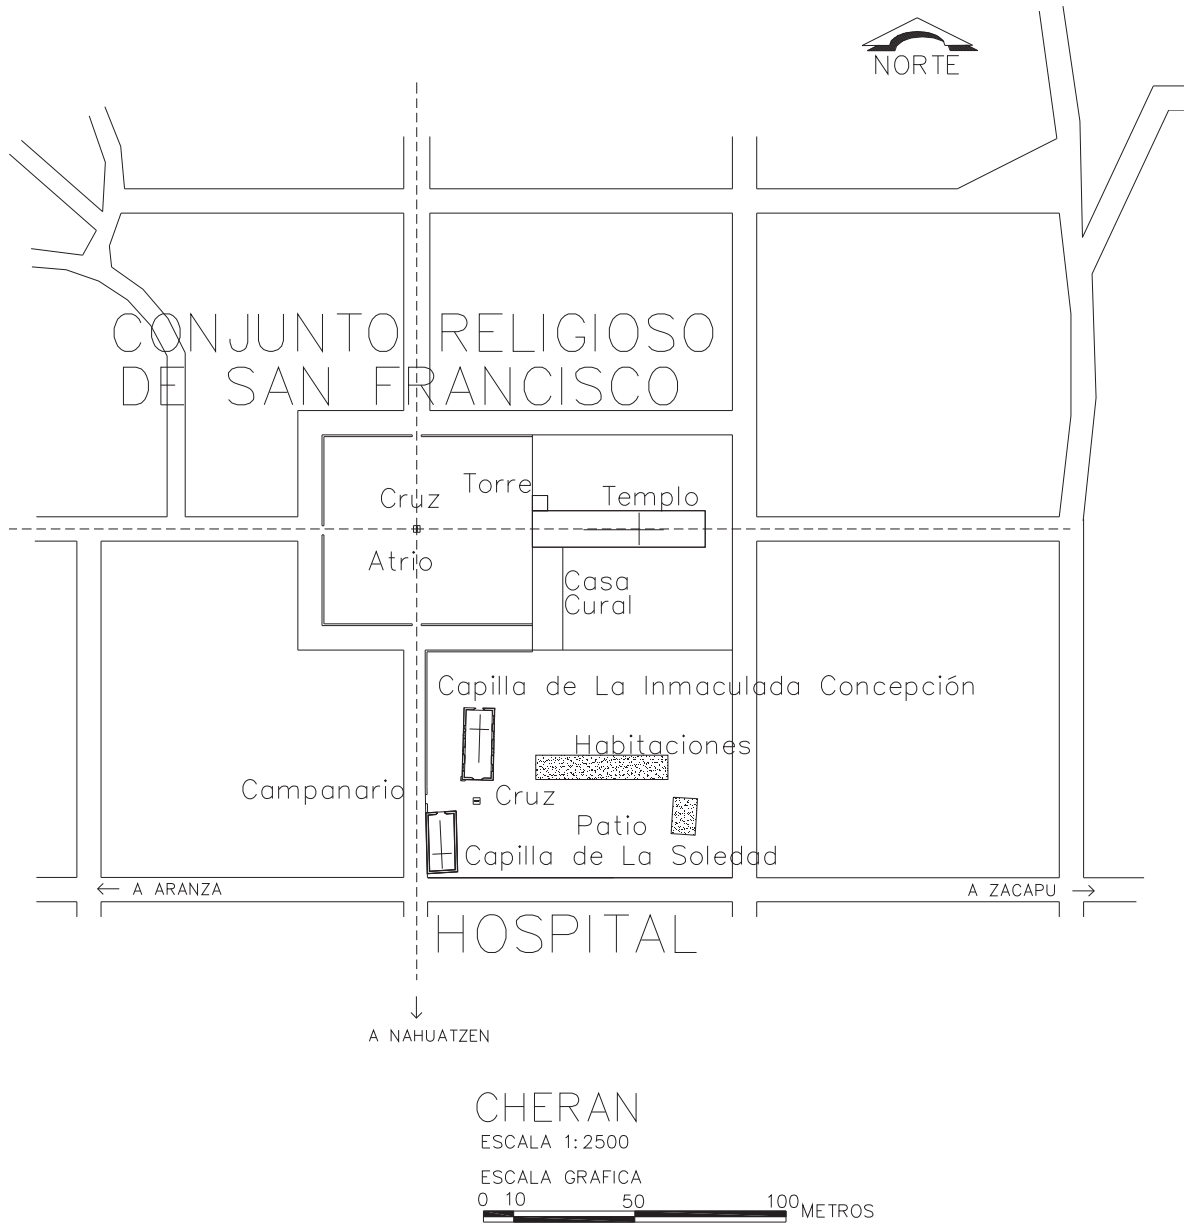 NORTE
CONJUNTO RELIGIOSO
DE SAN FRANCISCO
Torre
Cruz
Templo
Atrio
Casa
Cural
Capilla de La Inmaculada Concepción
Habitaciones
Campanario
Cruz
Patio
Capilla de La Soledad
A ARANZA
A ZACAPU
HOSPITAL
A NAHUATZEN
CHERAN
ESCALA 1:2500
ESCALA GRAFICA
0 10 50 100 METROS